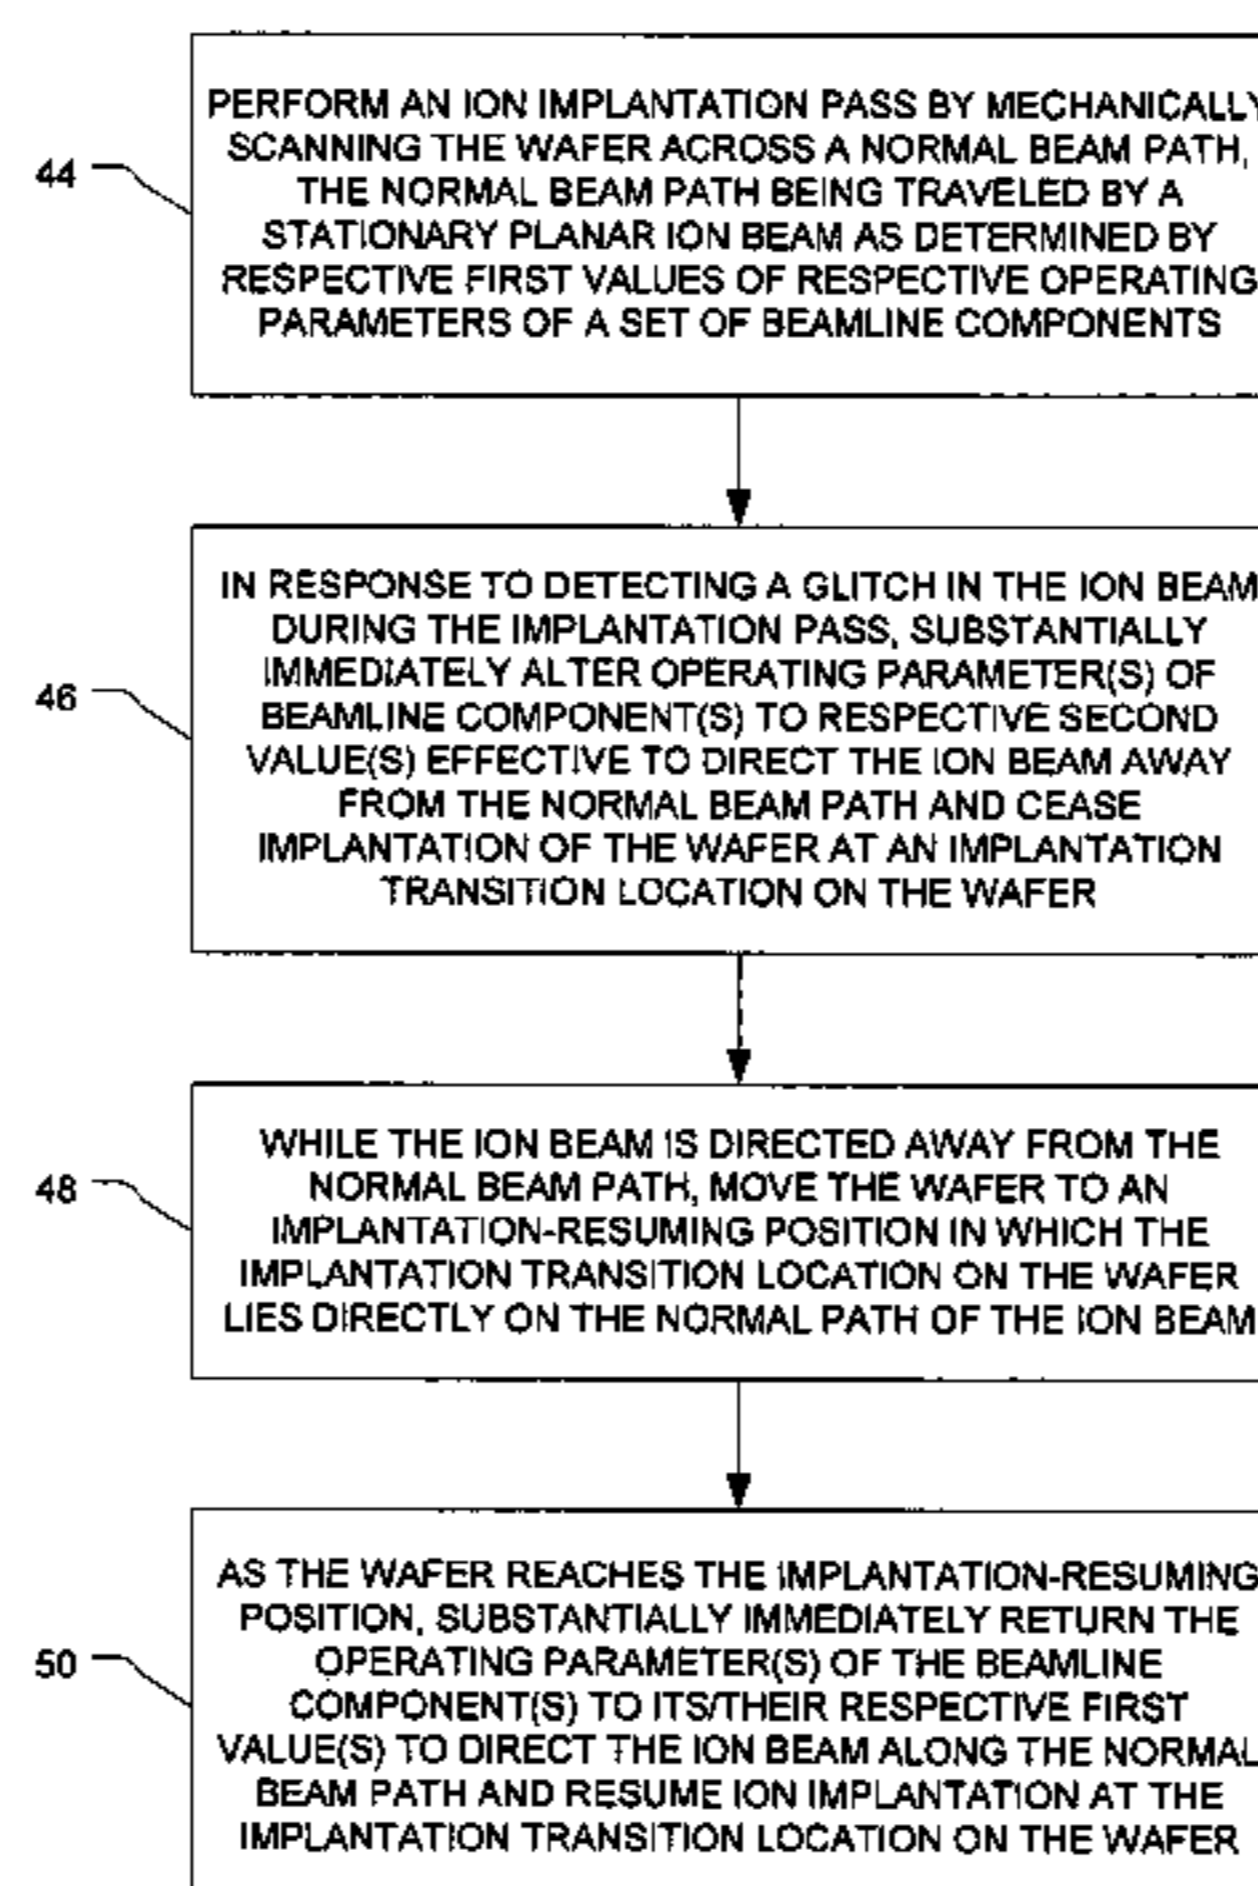 PERFORM AN ION IMPLANTATION PASS BY MECHANICALLY
SCANNING THE WAFER ACROSS A NORMAL BEAM PATH,
44
THE NORMAL BEAM PATH BEING TRAVELED BY A
STATIONARY PLANAR ION BEAM AS DETERMINED BY
RESPECTIVE FIRST VALUES OF RESPECTIVE OPERATING
PARAMETERS OF A SET OF BEAMLINE COMPONENTS
IN RESPONSE TO DETECTING A GLITCH IN THE ION BEAM
DURING THE IMPLANTATION PASS, SUBSTANTIALLY
IMMEDIATELY ALTER OPERATING PARAMETER(S) OF
46
BEAMLINE COMPONENT(S) TO RESPECTIVE SECOND
VALUE(S) EFFECTIVE TO DIRECT THE ION BEAM AWAY
FROM THE NORMAL BEAM PATH AND CEASE
IMPLANTATION OF THE WAFER AT AN IMPLANTATION
TRANSITION LOCATION ON THE WAFER
WHILE THE ION BEAM IS DIRECTED AWAY FROM THE
48
NORMAL BEAM PATH, MOVE THE WAFER TO AN
IMPLANTATION-RESUMING POSITION IN WHICH THE
IMPLANTATION TRANSITION LOCATION ON THE WAFER
LIES DIRECTLY ON THE NORMAL PATH OF THE ION BEAM
AS THE WAFER REACHES THE IMPLANTATION-RESUMING
POSITION, SUBSTANTIALLY IMMEDIATELY RETURN THE
50
OPERATING PARAMETER(S) OF THE BEAMLINE
COMPONENT(S) TO ITS/THEIR RESPECTIVE FIRST
VALUE(S) TO DIRECT THE ION BEAM ALONG THE NORMAL
BEAM PATH AND RESUME ION IMPLANTATION AT THE
IMPLANTATION TRANSITION LOCATION ON THE WAFER